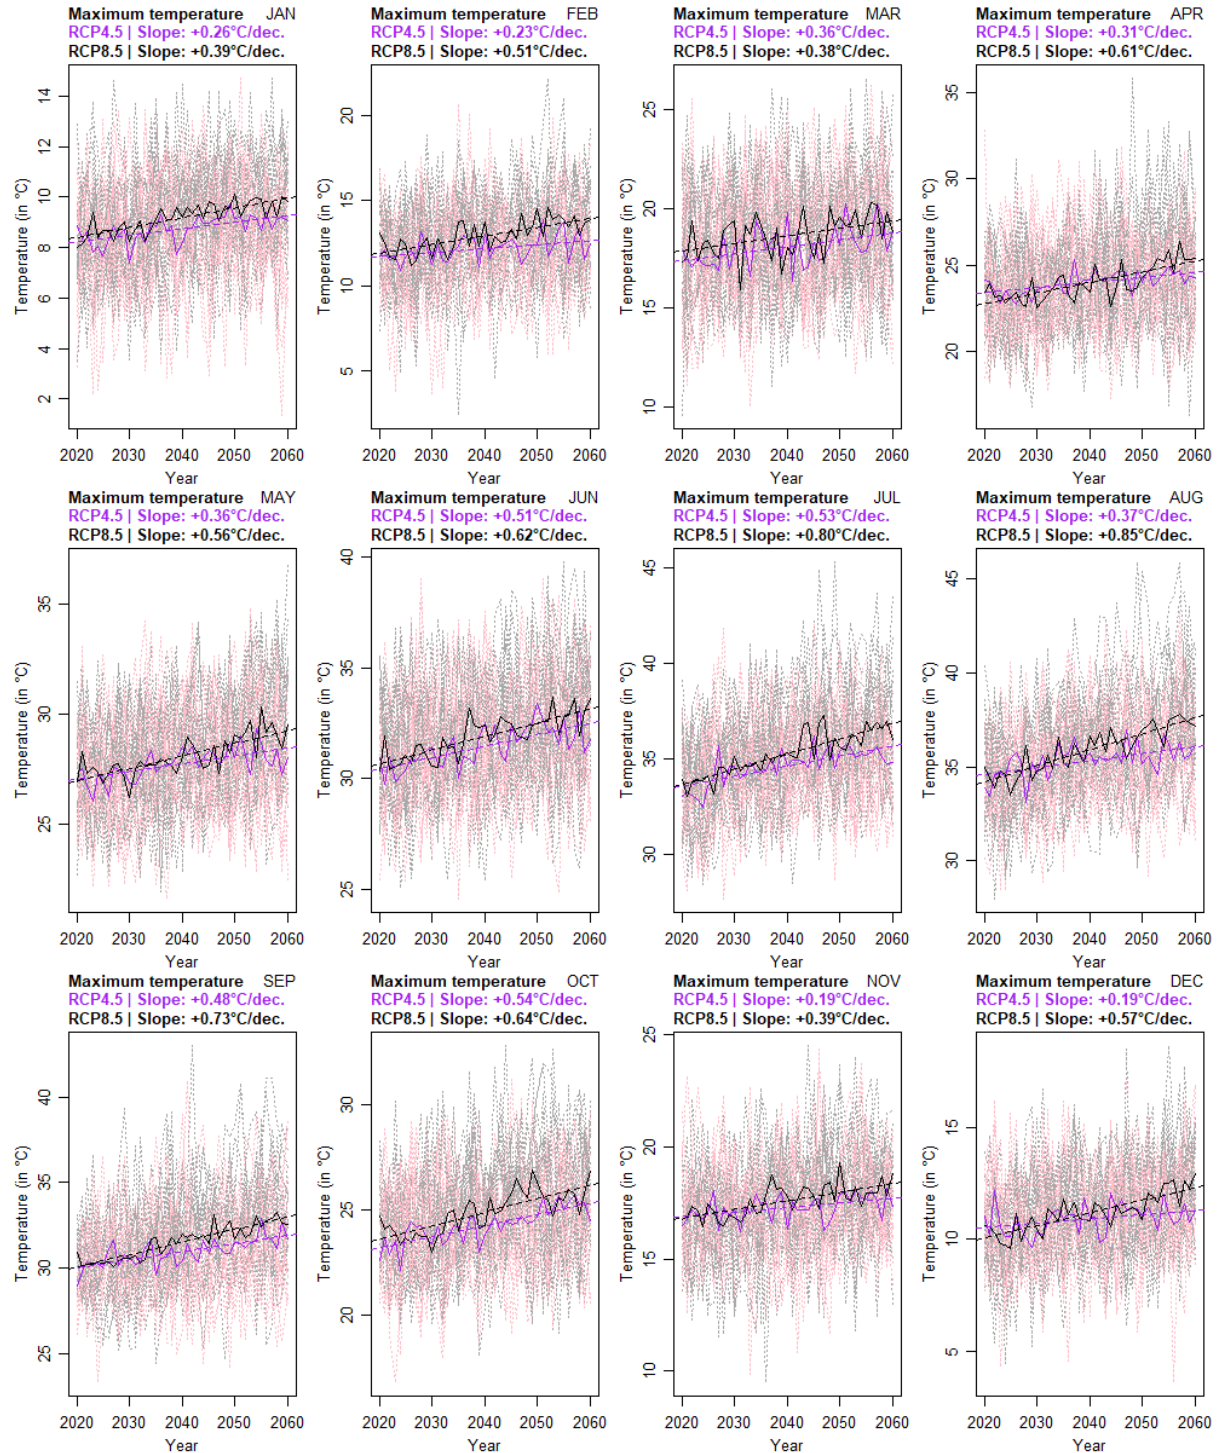 Maximum temperature JAN
RCP4.5 | Slope: +0.26°C/dec.
RCP8.5 | Slope: +0.39°C/dec.
Temperature (in °C)
14
12
10
8
6
4
2
2020 2030 2040 2050 2060
Year
Maximum temperature FEB
RCP4.5 | Slope: +0.23°C/dec.
RCP8.5 | Slope: +0.51°C/dec.
Temperature (in °C)
20
15
10
5
2020 2030 2040 2050 2060
Year
Maximum temperature MAR
RCP4.5 | Slope: +0.36°C/dec.
RCP8.5 | Slope: +0.38°C/dec.
Temperature (in °C)
25
20
15
10
2020 2030 2040 2050 2060
Year
Maximum temperature APR
RCP4.5 | Slope: +0.31°C/dec.
RCP8.5 | Slope: +0.61°C/dec.
Temperature (in °C)
35
30
25
20
2020 2030 2040 2050 2060
Year
Maximum temperature MAY
RCP4.5 | Slope: +0.36°C/dec.
RCP8.5 | Slope: +0.56°C/dec.
Temperature (in °C)
35
30
25
2020 2030 2040 2050 2060
Year
Maximum temperature JUN
RCP4.5 | Slope: +0.51°C/dec.
RCP8.5 | Slope: +0.62°C/dec.
Temperature (in °C)
40
35
30
25
2020 2030 2040 2050 2060
Year
Maximum temperature JUL
RCP4.5 | Slope: +0.53°C/dec.
RCP8.5 | Slope: +0.80°C/dec.
Temperature (in °C)
45
40
35
30
2020 2030 2040 2050 2060
Year
Maximum temperature AUG
RCP4.5 | Slope: +0.37°C/dec.
RCP8.5 | Slope: +0.85°C/dec.
Temperature (in °C)
45
40
35
30
2020 2030 2040 2050 2060
Year
Maximum temperature SEP
RCP4.5 | Slope: +0.48°C/dec.
RCP8.5 | Slope: +0.73°C/dec.
Temperature (in °C)
40
35
30
25
2020 2030 2040 2050 2060
Year
Maximum temperature OCT
RCP4.5 | Slope: +0.54°C/dec.
RCP8.5 | Slope: +0.64°C/dec.
Temperature (in °C)
30
25
20
2020 2030 2040 2050 2060
Year
Maximum temperature NOV
RCP4.5 | Slope: +0.19°C/dec.
RCP8.5 | Slope: +0.39°C/dec.
Temperature (in °C)
25
20
15
10
2020 2030 2040 2050 2060
Year
Maximum temperature DEC
RCP4.5 | Slope: +0.19°C/dec.
RCP8.5 | Slope: +0.57°C/dec.
Temperature (in °C)
15
10
5
2020 2030 2040 2050 2060
Year